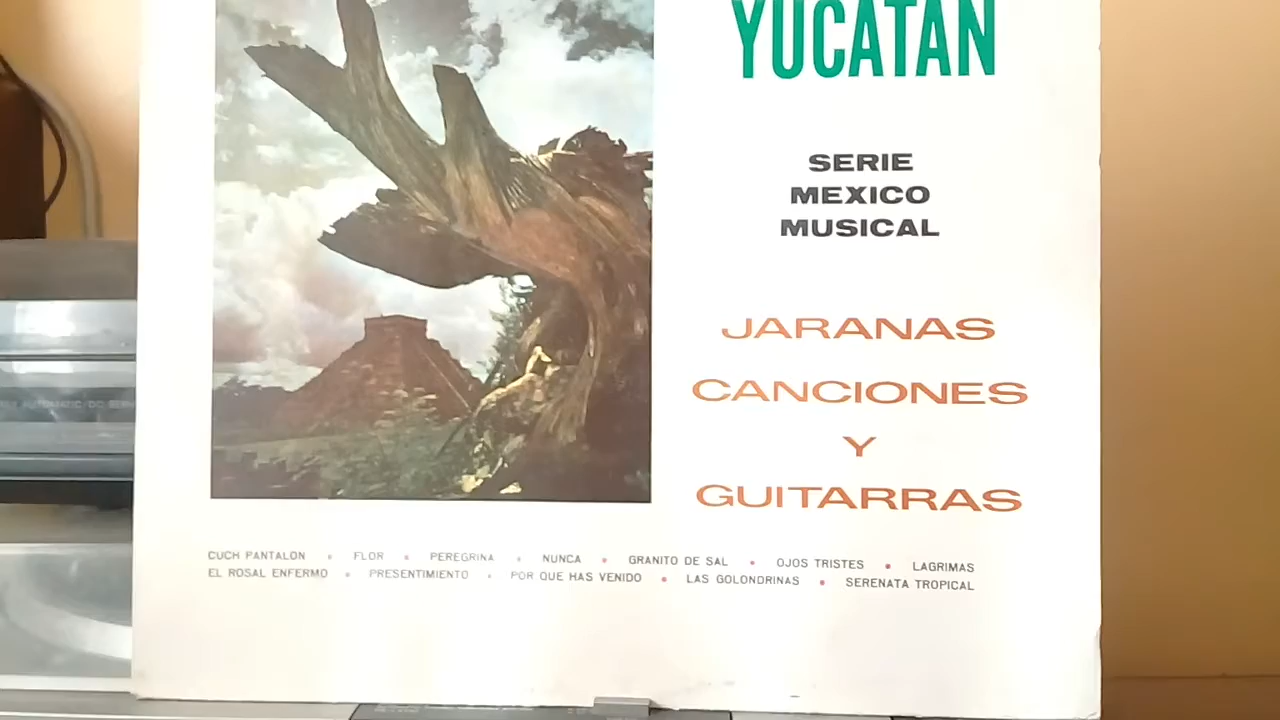 YUCATAN
SERIE
MEXICO
MUSICAL
JARANAS
CANCIONES
Y
GUITARRAS
CUCH PANTALON • FLOR • PEREGRINA • NUNCA • GRANITO DE SAL • OJOS TRISTES • LAGRIMAS
EL ROSAL ENFERMO • PRESENTIMIENTO • POR QUE HAS VENIDO • LAS GOLONDRINAS • SERENATA TROPICAL
AUTOMATIC